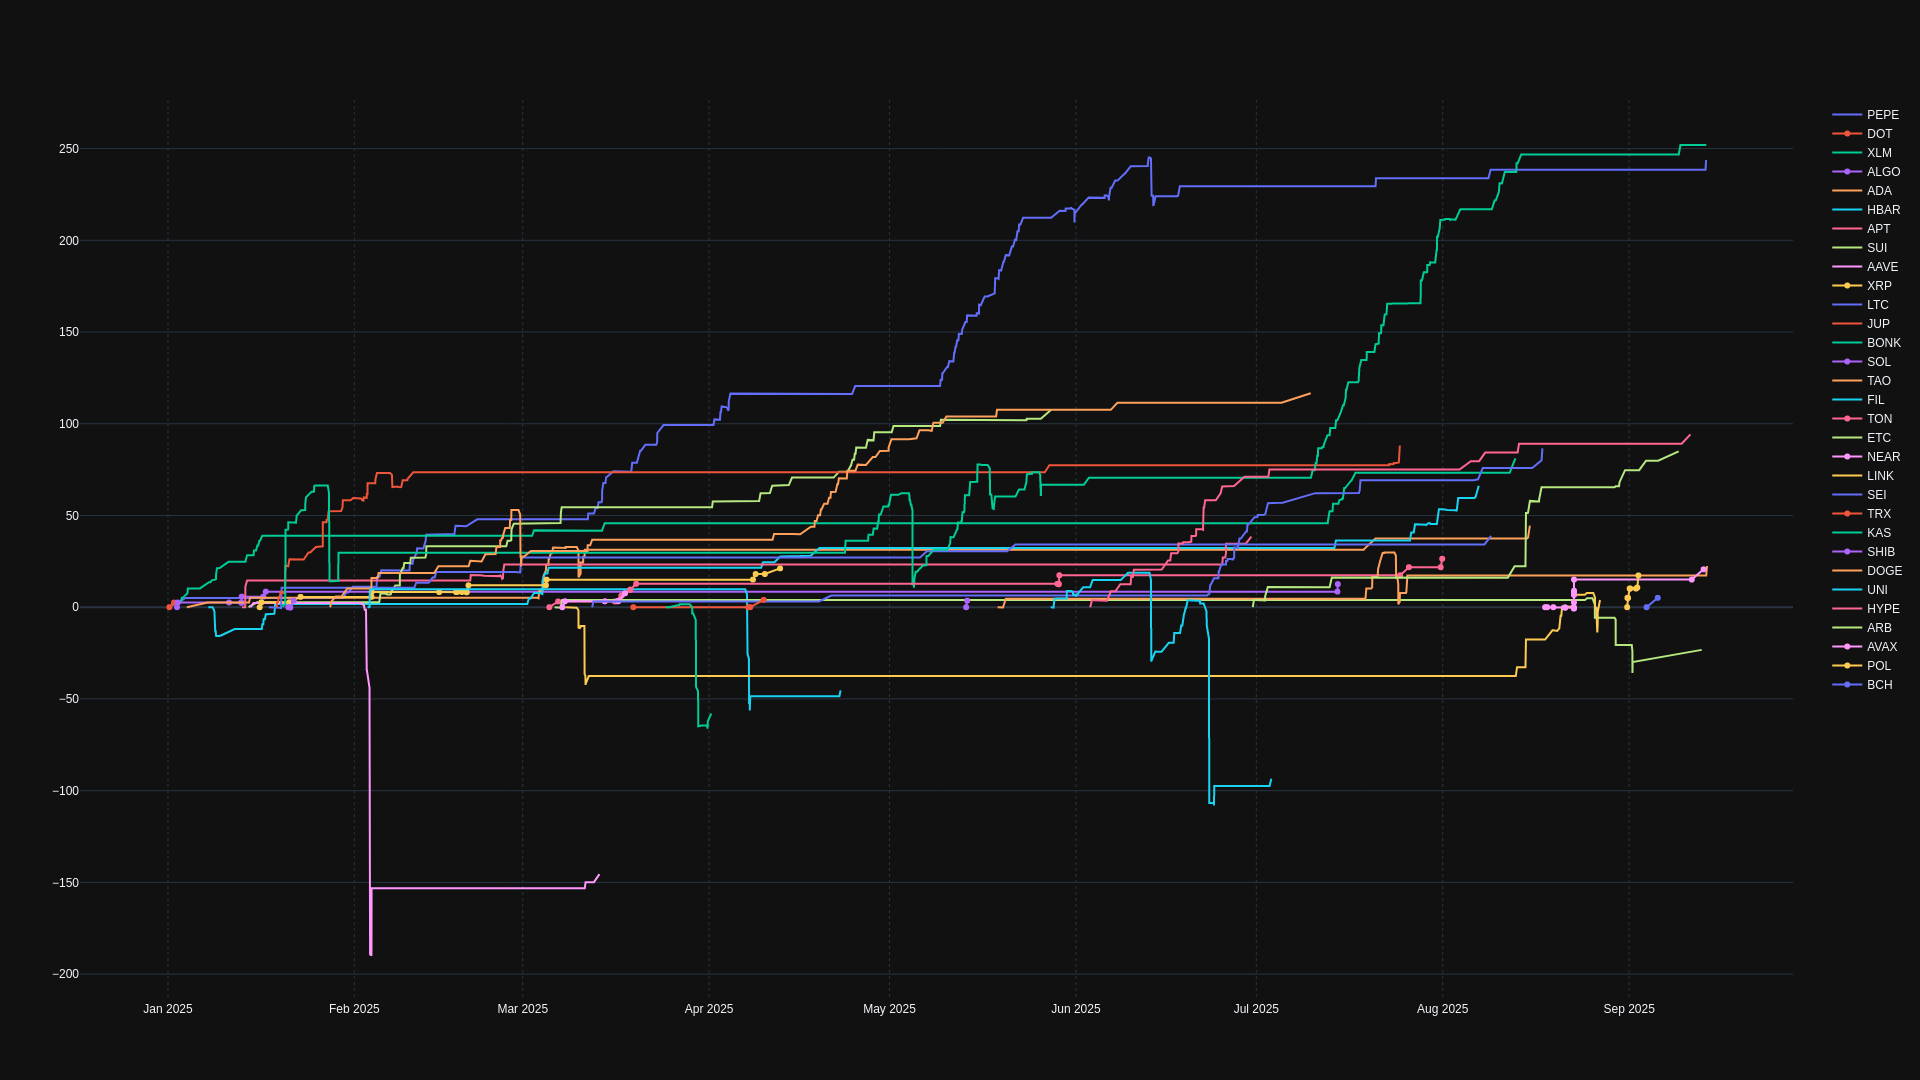 250
200
150
100
50
0
−50
−100
−150
−200
Jan 2025
Feb 2025
Mar 2025
Apr 2025
May 2025
Jun 2025
Jul 2025
Aug 2025
Sep 2025
PEPE
DOT
XLM
ALGO
ADA
HBAR
APT
SUI
AAVE
XRP
LTC
JUP
BONK
SOL
TAO
FIL
TON
ETC
NEAR
LINK
SEI
TRX
KAS
SHIB
DOGE
UNI
HYPE
ARB
AVAX
POL
BCH